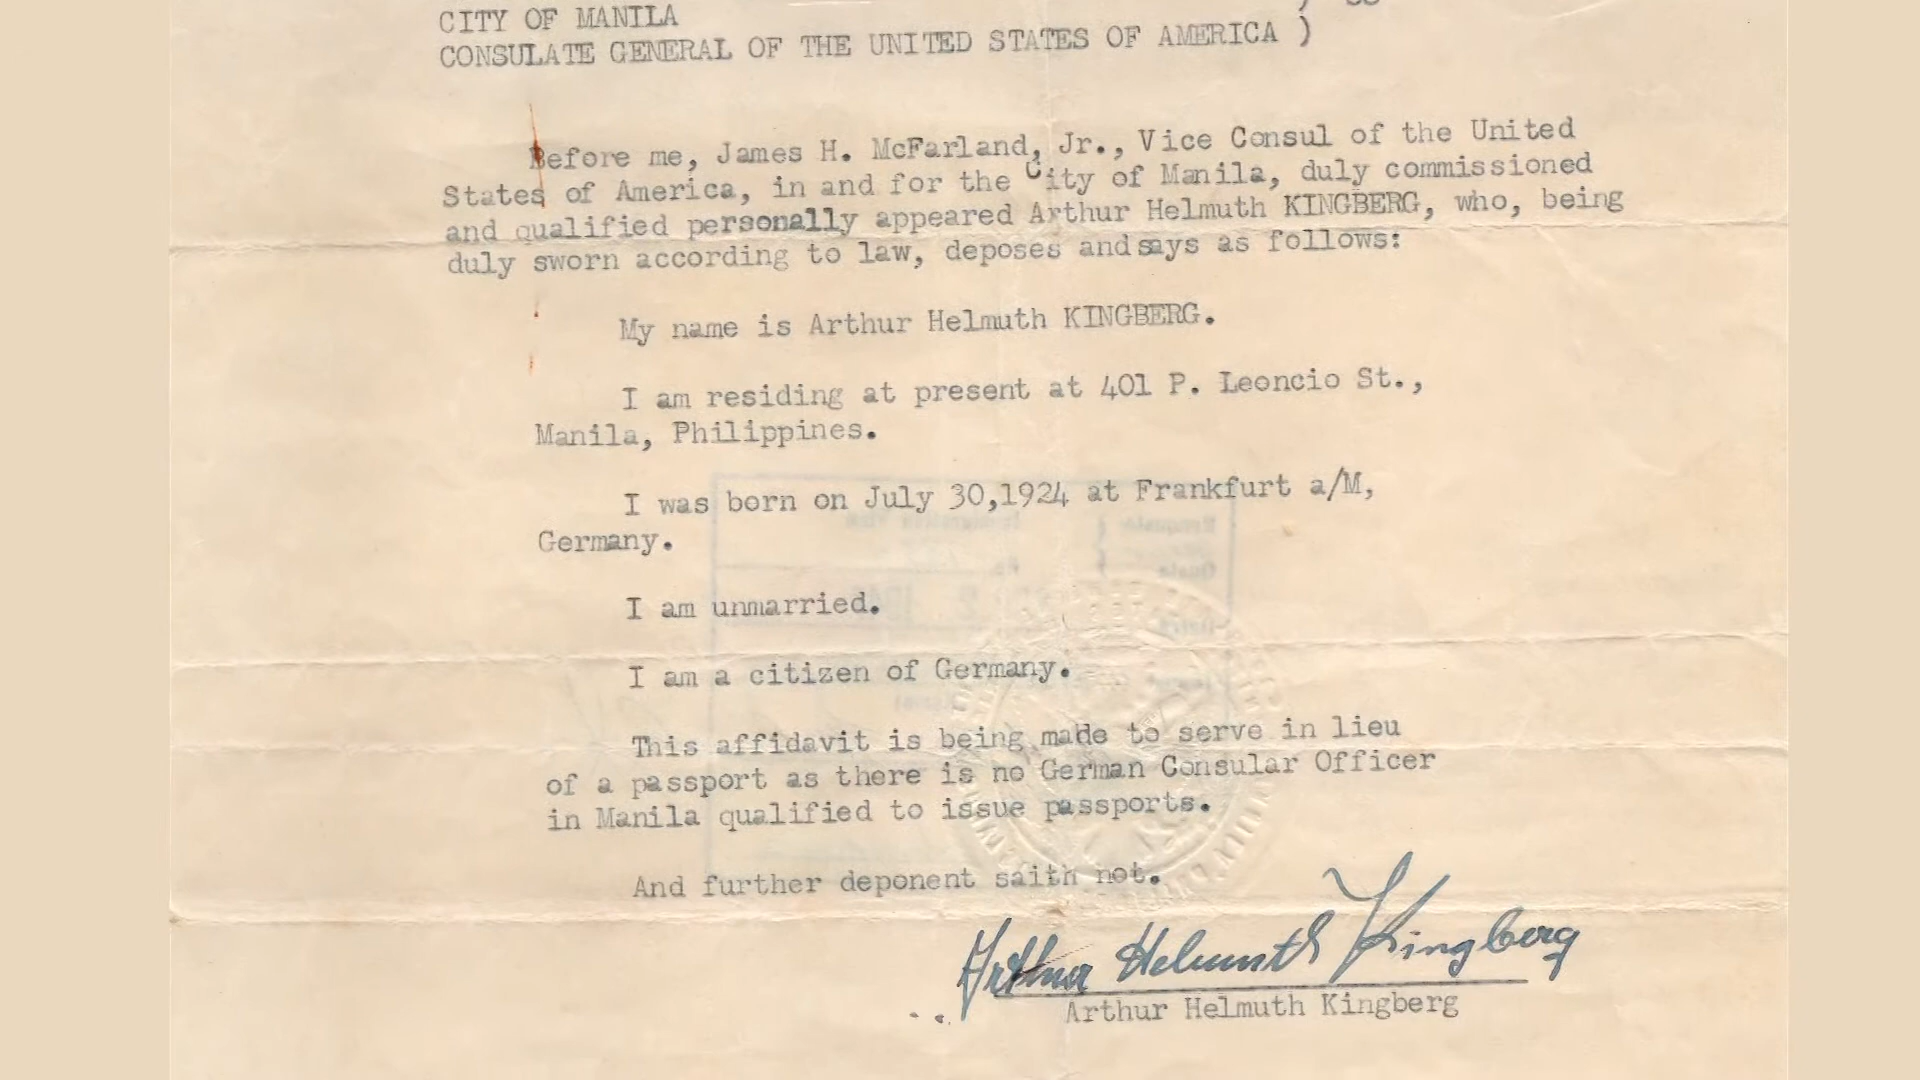 CITY OF MANILA
CONSULATE GENERAL OF THE UNITED STATES OF AMERICA )
Before me, James H. McFarland, Jr., Vice Consul of the United
States of America, in and for the City of Manila, duly commissioned
and qualified personally appeared Arthur Helmuth KINGBERG, who, being
duly sworn according to law, deposes and says as follows:
My name is Arthur Helmuth KINGBERG.
I am residing at present at 401 P. Leoncio St.,
Manila, Philippines.
I was born on July 30,1924 at Frankfurt a/M,
Germany.
I am unmarried.
I am a citizen of Germany.
This affidavit is being made to serve in lieu
of a passport as there is no German Consular Officer
in Manila qualified to issue passports.
And further deponent saith not.
Arthur Helmuth Kingberg
Arthur Helmuth Kingberg